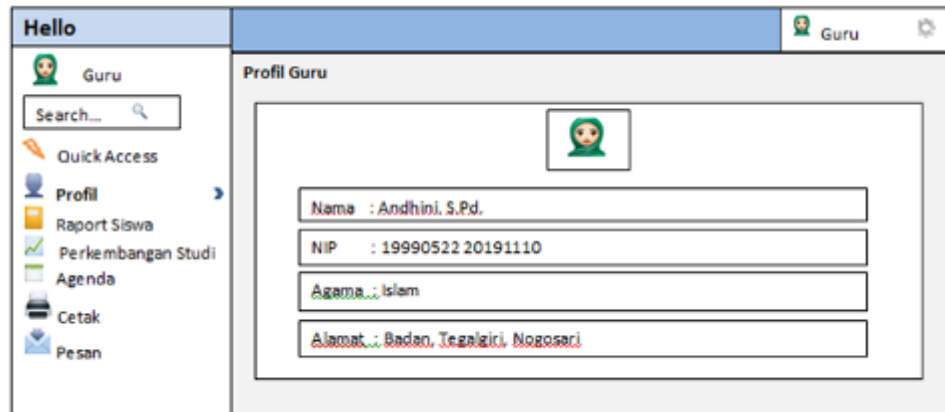 Hello
Guru
Guru
Search...
Quick Access
Profil
Raport Siswa
Perkembangan Studi
Agenda
Cetak
Pesan
Profil Guru
Nama : Andhini, S.Pd.
NIP : 19990522 20191110
Agama : Islam
Alamat : Badan, Tegalgiri, Nogosari